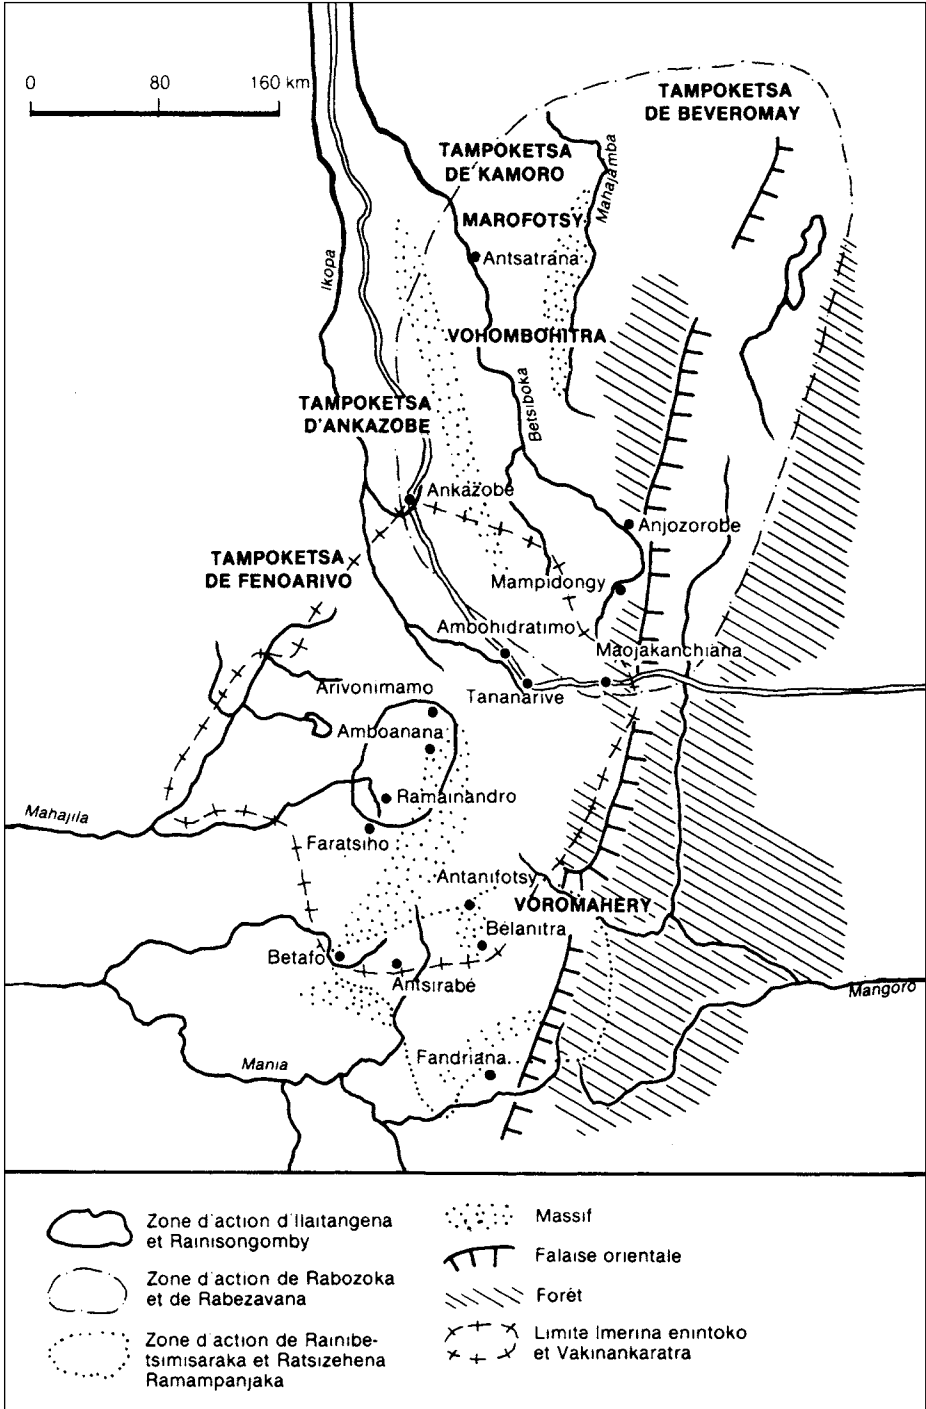 0 80 160 km
TAMPOKETSA
DE BEVEROMAY
TAMPOKETSA
DE KAMORO
Mahajamba
MAROFOTSY
Antsatrana
Ikopa
VOHOMBOHITRA
Betsiboka
TAMPOKETSA
D'ANKAZOBE
Ankazobe
Anjozorobe
TAMPOKETSA
DE FENOARIVO
Mampidongy
Ambohidratimo
Maojakanchiana
Arivonimamo
Tananarive
Amboanana
Ramainandro
Mahajila
Faratsiho
Antanifotsy
VOROMAHERY
Bélanitra
Betafo
Antsirabé
Mangoro
Mania
Fandriana
Zone d'action d'Ilaitangena
et Rainisongomby
Zone d'action de Rabozoka
et de Rabezavana
Zone d'action de Rainibe-
tsimisaraka et Ratsizehena
Ramampanjaka
Massif
Falaise orientale
Forêt
Limita Imerina enintoko
et Vakinankaratra